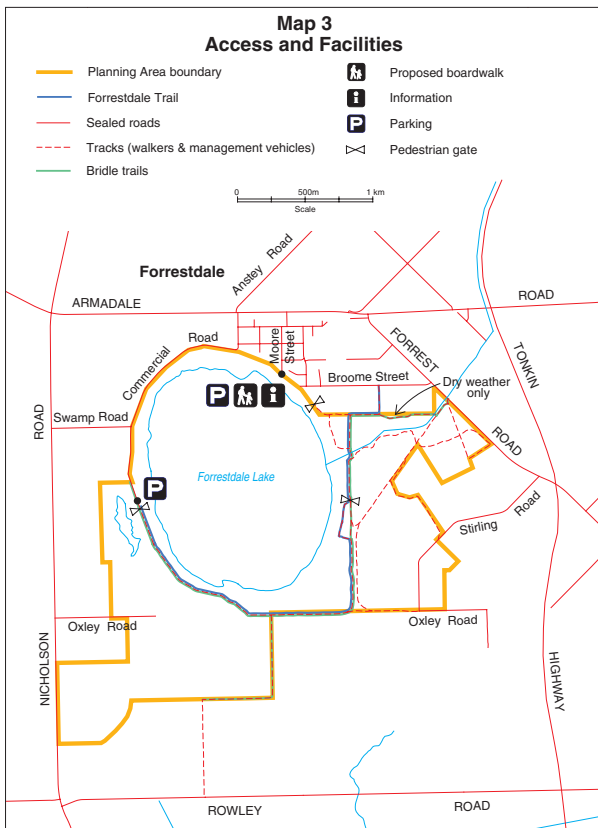 Map 3
Access and Facilities
Planning Area boundary
Forrestdale Trail
Sealed roads
Tracks (walkers & management vehicles)
Bridle trails
Proposed boardwalk
i Information
P Parking
Pedestrian gate
0 500m 1 km
Scale
Forrestdale
Anstey Road
ARMADALE ROAD
Commercial Road
Moore Street
FORREST ROAD
TONKIN HIGHWAY
Broome Street
Dry weather
only
P i
Swamp Road
NICHOLSON ROAD
Forrestdale Lake
P
Stirling Road
Oxley Road
Oxley Road
ROWLEY ROAD